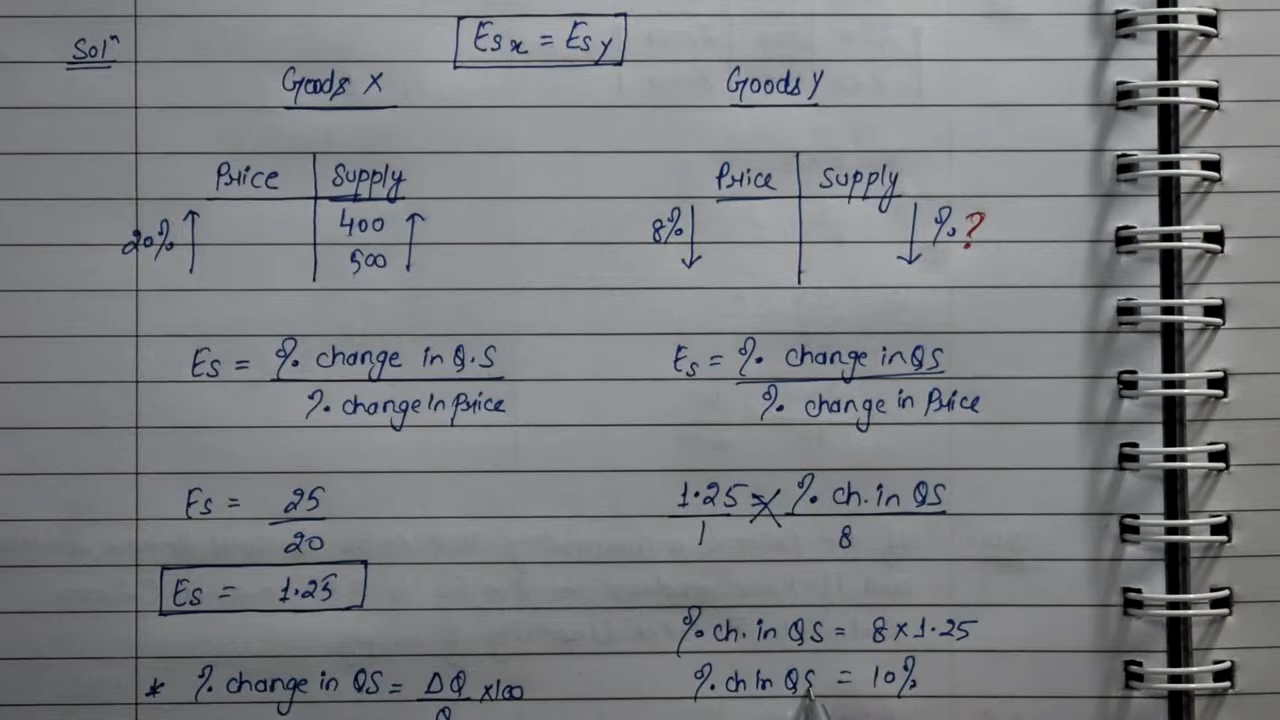 Solⁿ
Esx = Esy
Goods X
Goods Y
Price Supply
20% ↑ 400 ↑
500
Price Supply
8% ↓ ↓ %?
Es = % change in Q.S
% change in Price
Es = % change in QS
% change in Price
Es = 25
20
Es = 1.25
1.25 = % ch. in QS
1 8
% ch. in QS = 8 × 1.25
% ch in QS = 10%
* % change in QS = ΔQ × 100
Q